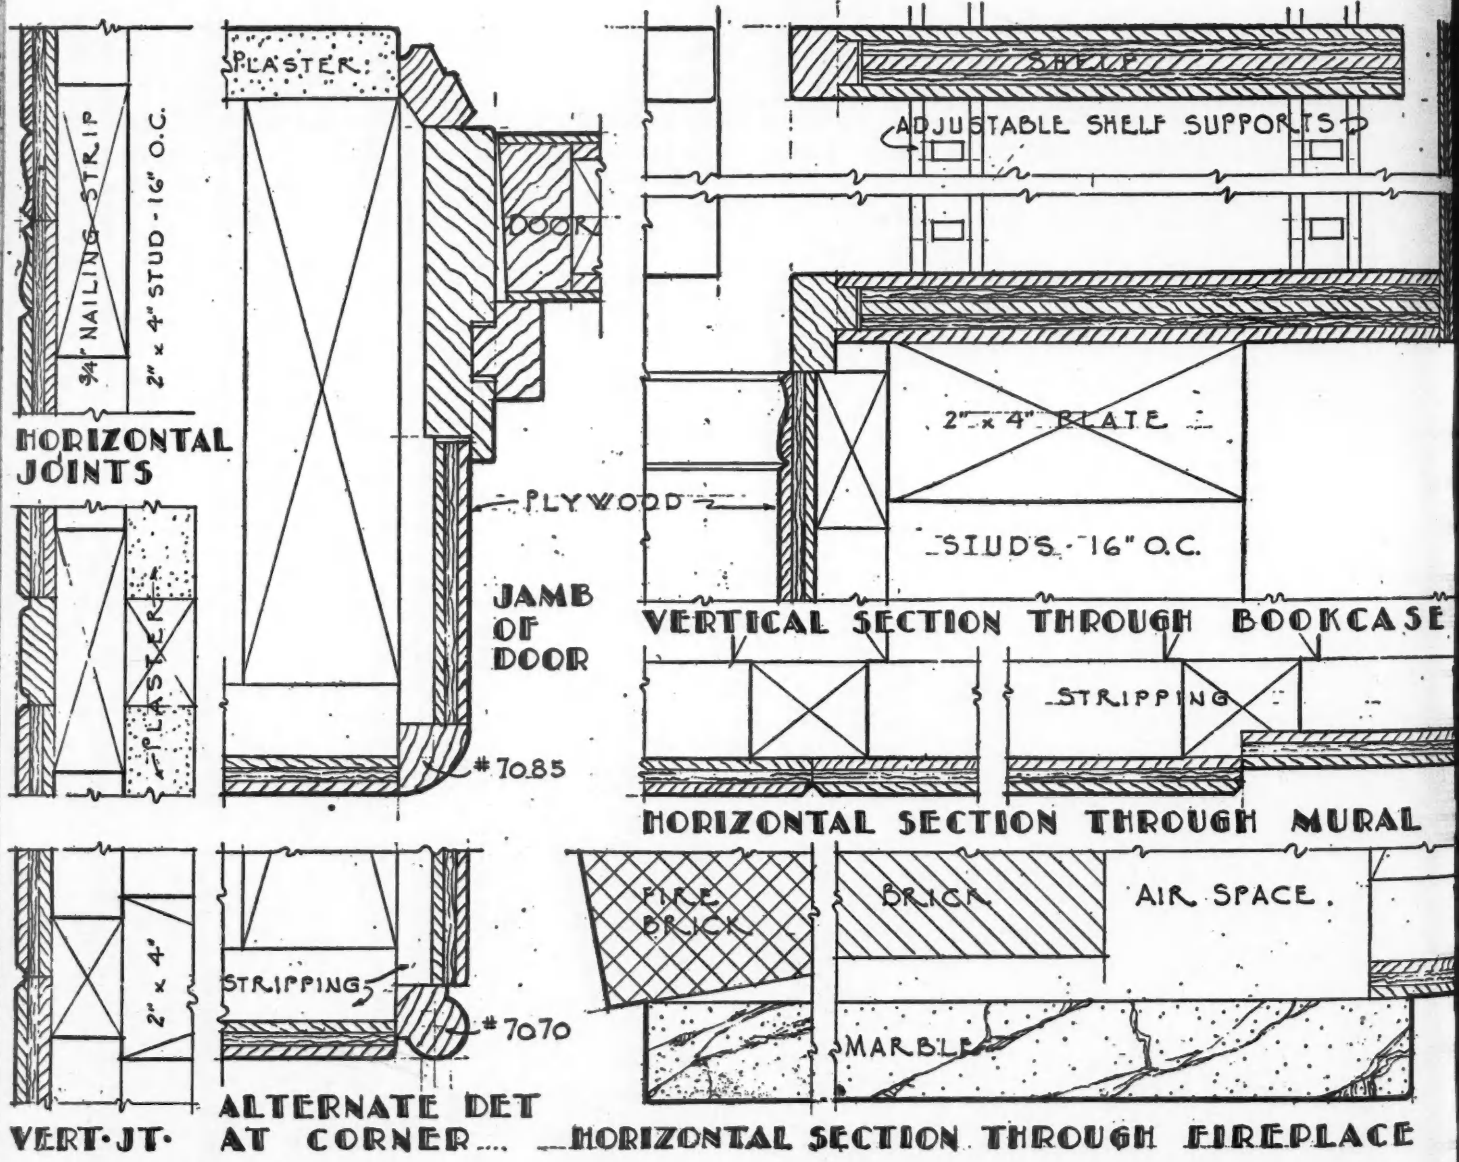 PLASTER
SHELF
ADJUSTABLE SHELF SUPPORTS
3/4" NAILING STRIP
2" x 4" STUD - 16" O.C.
DOOR
HORIZONTAL
JOINTS
2" x 4" PLATE
PLYWOOD
STUDS - 16" O.C.
JAMB
OF
DOOR
VERTICAL SECTION THROUGH BOOKCASE
PLASTER
STRIPPING
#7085
HORIZONTAL SECTION THROUGH MURAL
FIRE
BRICK
BRICK
AIR SPACE.
2" x 4"
STRIPPING
#7070
MARBLE
VERT. JT.
ALTERNATE DET
AT CORNER....
HORIZONTAL SECTION THROUGH FIREPLACE